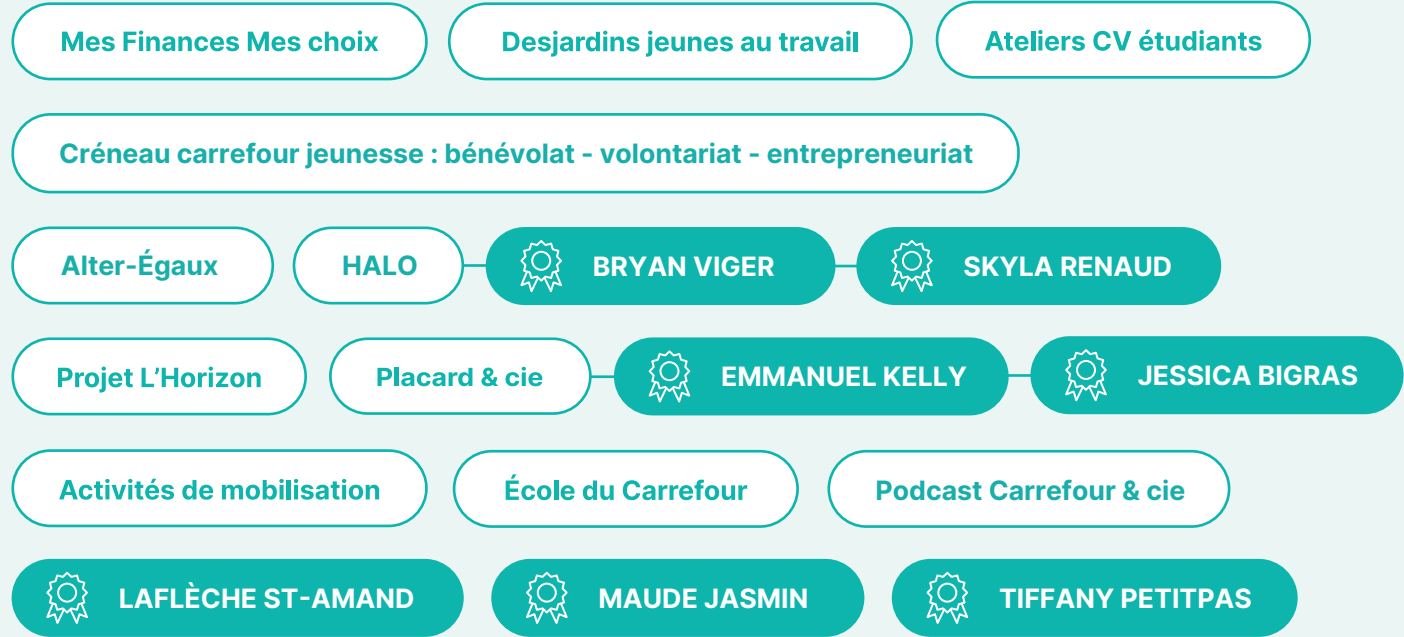 Mes Finances Mes choix Desjardins jeunes au travail Ateliers CV étudiants
Créneau carrefour jeunesse : bénévolat - volontariat - entrepreneuriat
Alter-Égaux HALO BRYAN VIGER SKYLA RENAUD
Projet L’Horizon Placard & cie EMMANUEL KELLY JESSICA BIGRAS
Activités de mobilisation École du Carrefour Podcast Carrefour & cie
LAFLÈCHE ST-AMAND MAUDE JASMIN TIFFANY PETITPAS